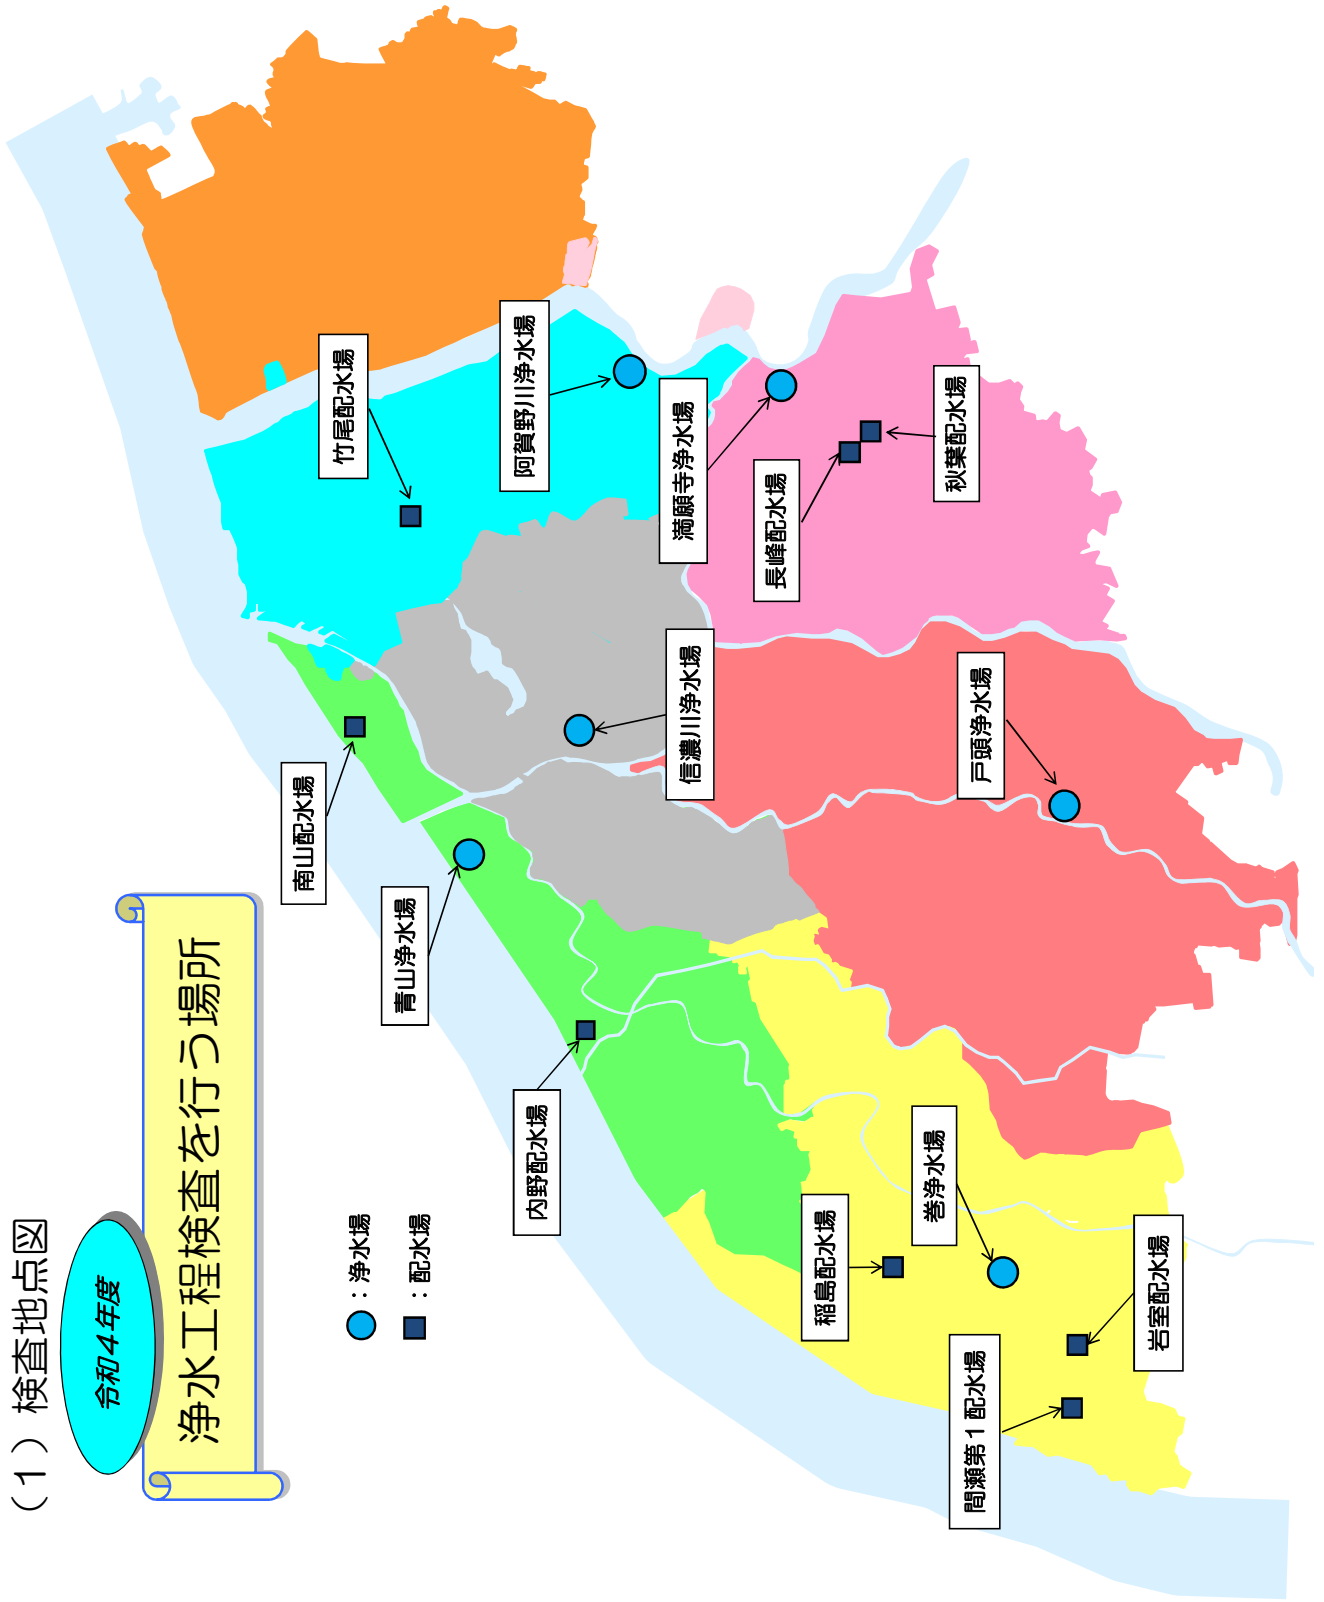 （1）検査地点図
令和４年度
浄水工程検査を行う場所
：浄水場
：配水場
竹尾配水場
阿賀野川浄水場
満願寺浄水場
長峰配水場
秋葉配水場
南山配水場
信濃川浄水場
戸頭浄水場
青山浄水場
内野配水場
稲島配水場
巻浄水場
岩室配水場
間瀬第１配水場